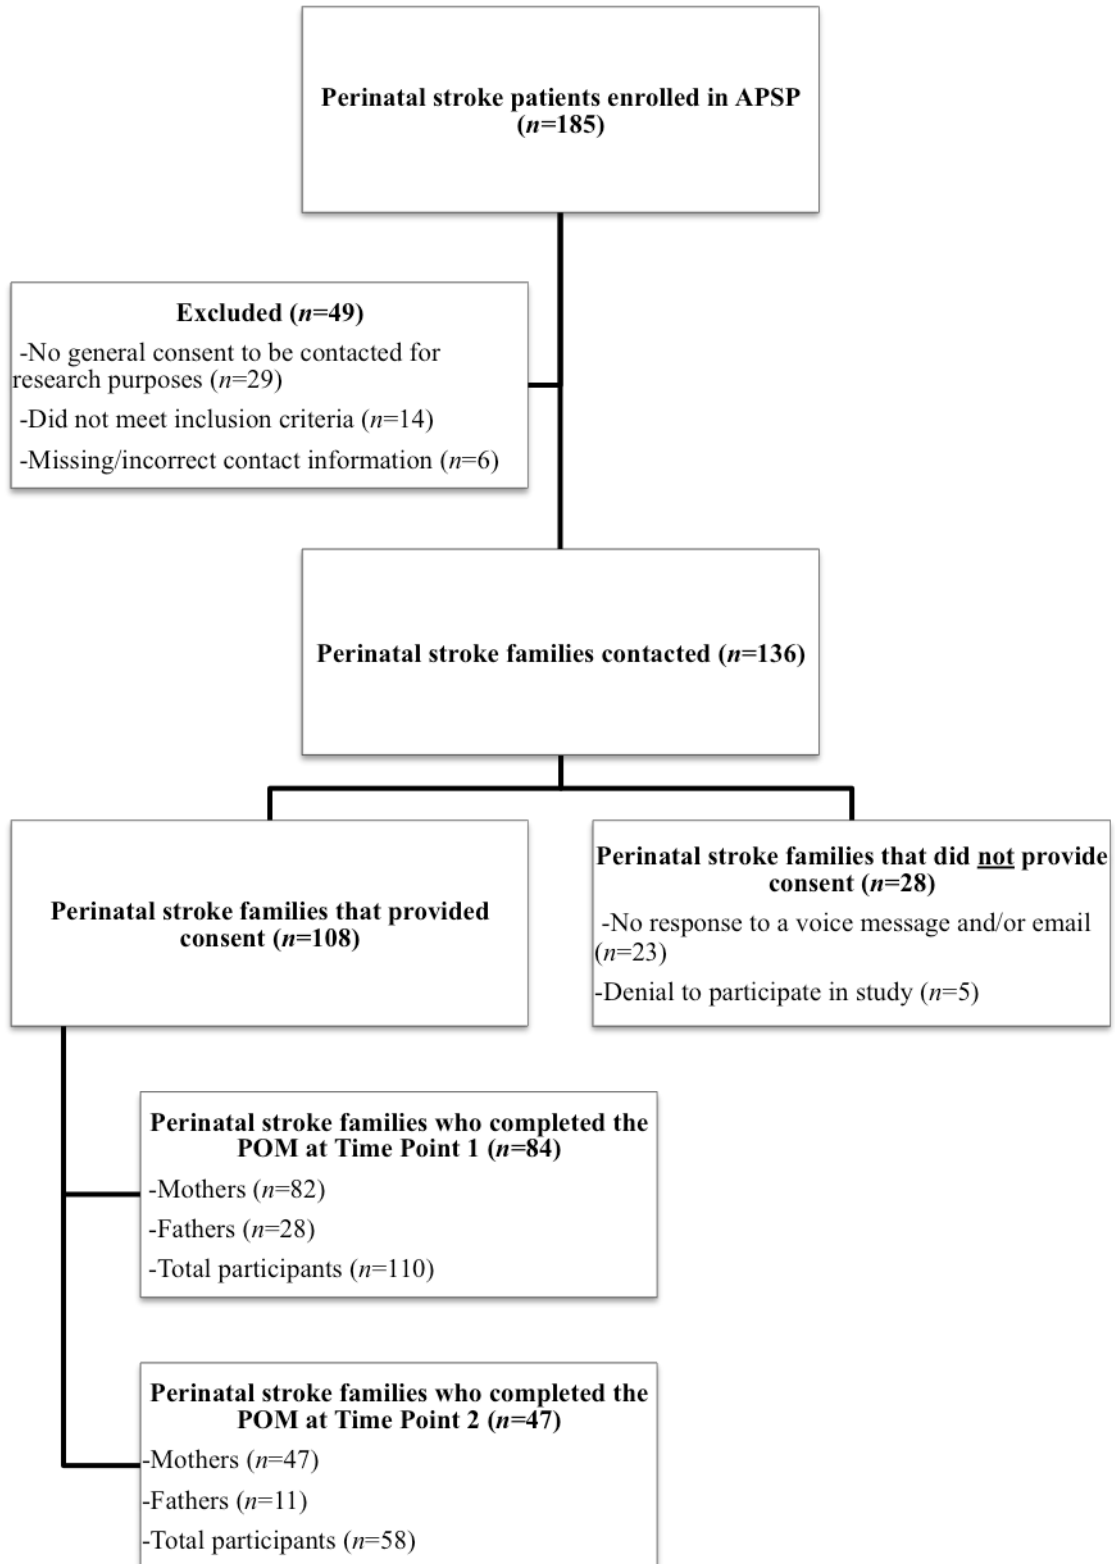 Perinatal stroke patients enrolled in APSP
(n=185)
Excluded (n=49)
-No general consent to be contacted for
research purposes (n=29)
-Did not meet inclusion criteria (n=14)
-Missing/incorrect contact information (n=6)
Perinatal stroke families contacted (n=136)
Perinatal stroke families that provided
consent (n=108)
Perinatal stroke families that did not provide
consent (n=28)
-No response to a voice message and/or email
(n=23)
-Denial to participate in study (n=5)
Perinatal stroke families who completed the
POM at Time Point 1 (n=84)
-Mothers (n=82)
-Fathers (n=28)
-Total participants (n=110)
Perinatal stroke families who completed the
POM at Time Point 2 (n=47)
-Mothers (n=47)
-Fathers (n=11)
-Total participants (n=58)